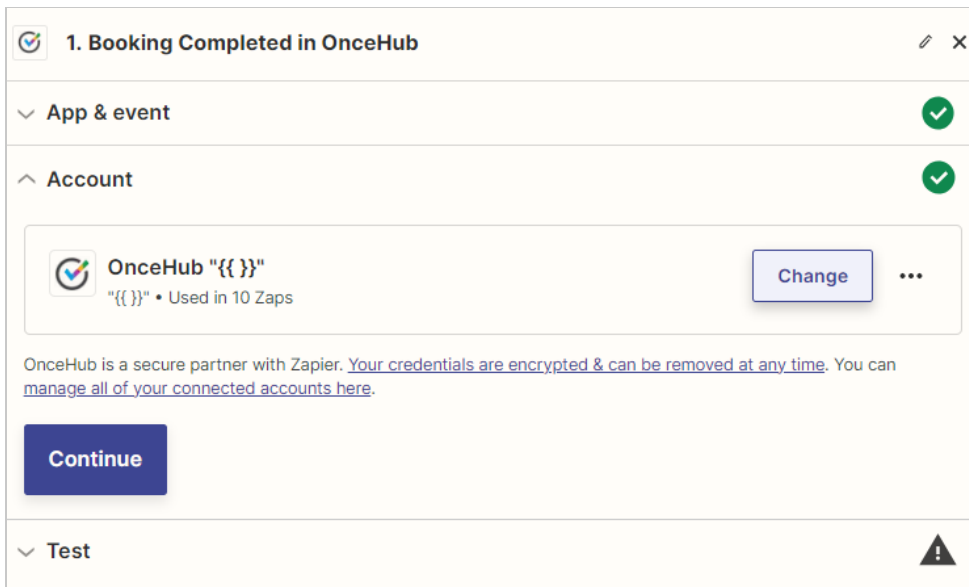 1. Booking Completed in OnceHub
App & event
Account
OnceHub "{{ }}"
"{{ }}" • Used in 10 Zaps
Change
OnceHub is a secure partner with Zapier. Your credentials are encrypted & can be removed at any time. You can
manage all of your connected accounts here.
Continue
Test